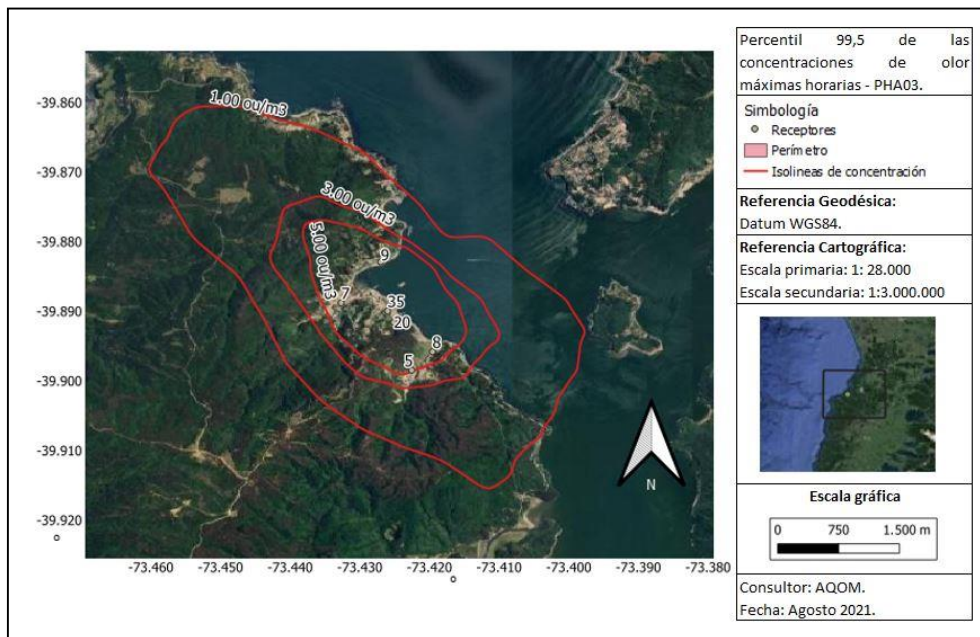 Percentil 99,5 de las
concentraciones de olor
máximas horarias - PHA03.
Simbología
Receptores
Perímetro
Isolineas de concentración
Referencia Geodésica:
Datum WGS84.
Referencia Cartográfica:
Escala primaria: 1: 28.000
Escala secundaria: 1:3.000.000
Escala gráfica
0 750 1.500 m
Consultor: AQOM.
Fecha: Agosto 2021.
-39.860
-39.870
-39.880
-39.890
-39.900
-39.910
-39.920
°
1.00 ou/m3
3.00 ou/m3
5.00 ou/m3
9
7
35
20
8
5
N
-73.460 -73.450 -73.440 -73.430 -73.420 -73.410 -73.400 -73.390 -73.380
°